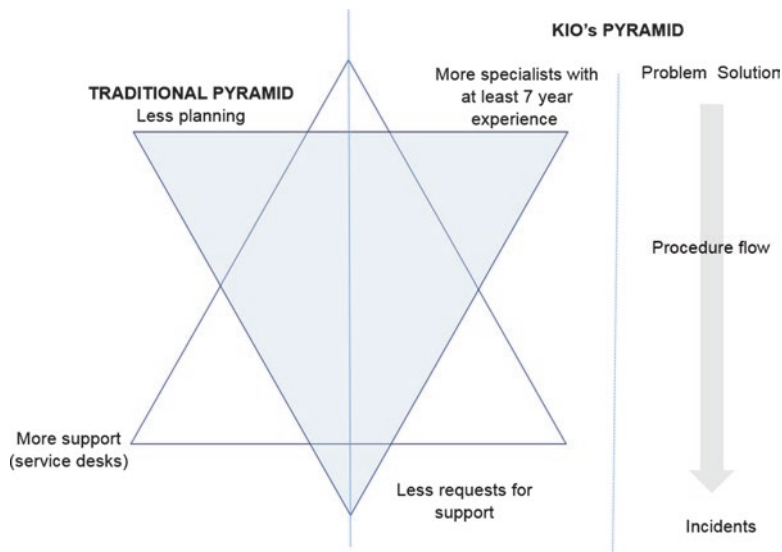 KIO's PYRAMID
TRADITIONAL PYRAMID
Less planning
More specialists with
at least 7 year
experience
Problem Solution
Procedure flow
More support
(service desks)
Less requests for
support
Incidents